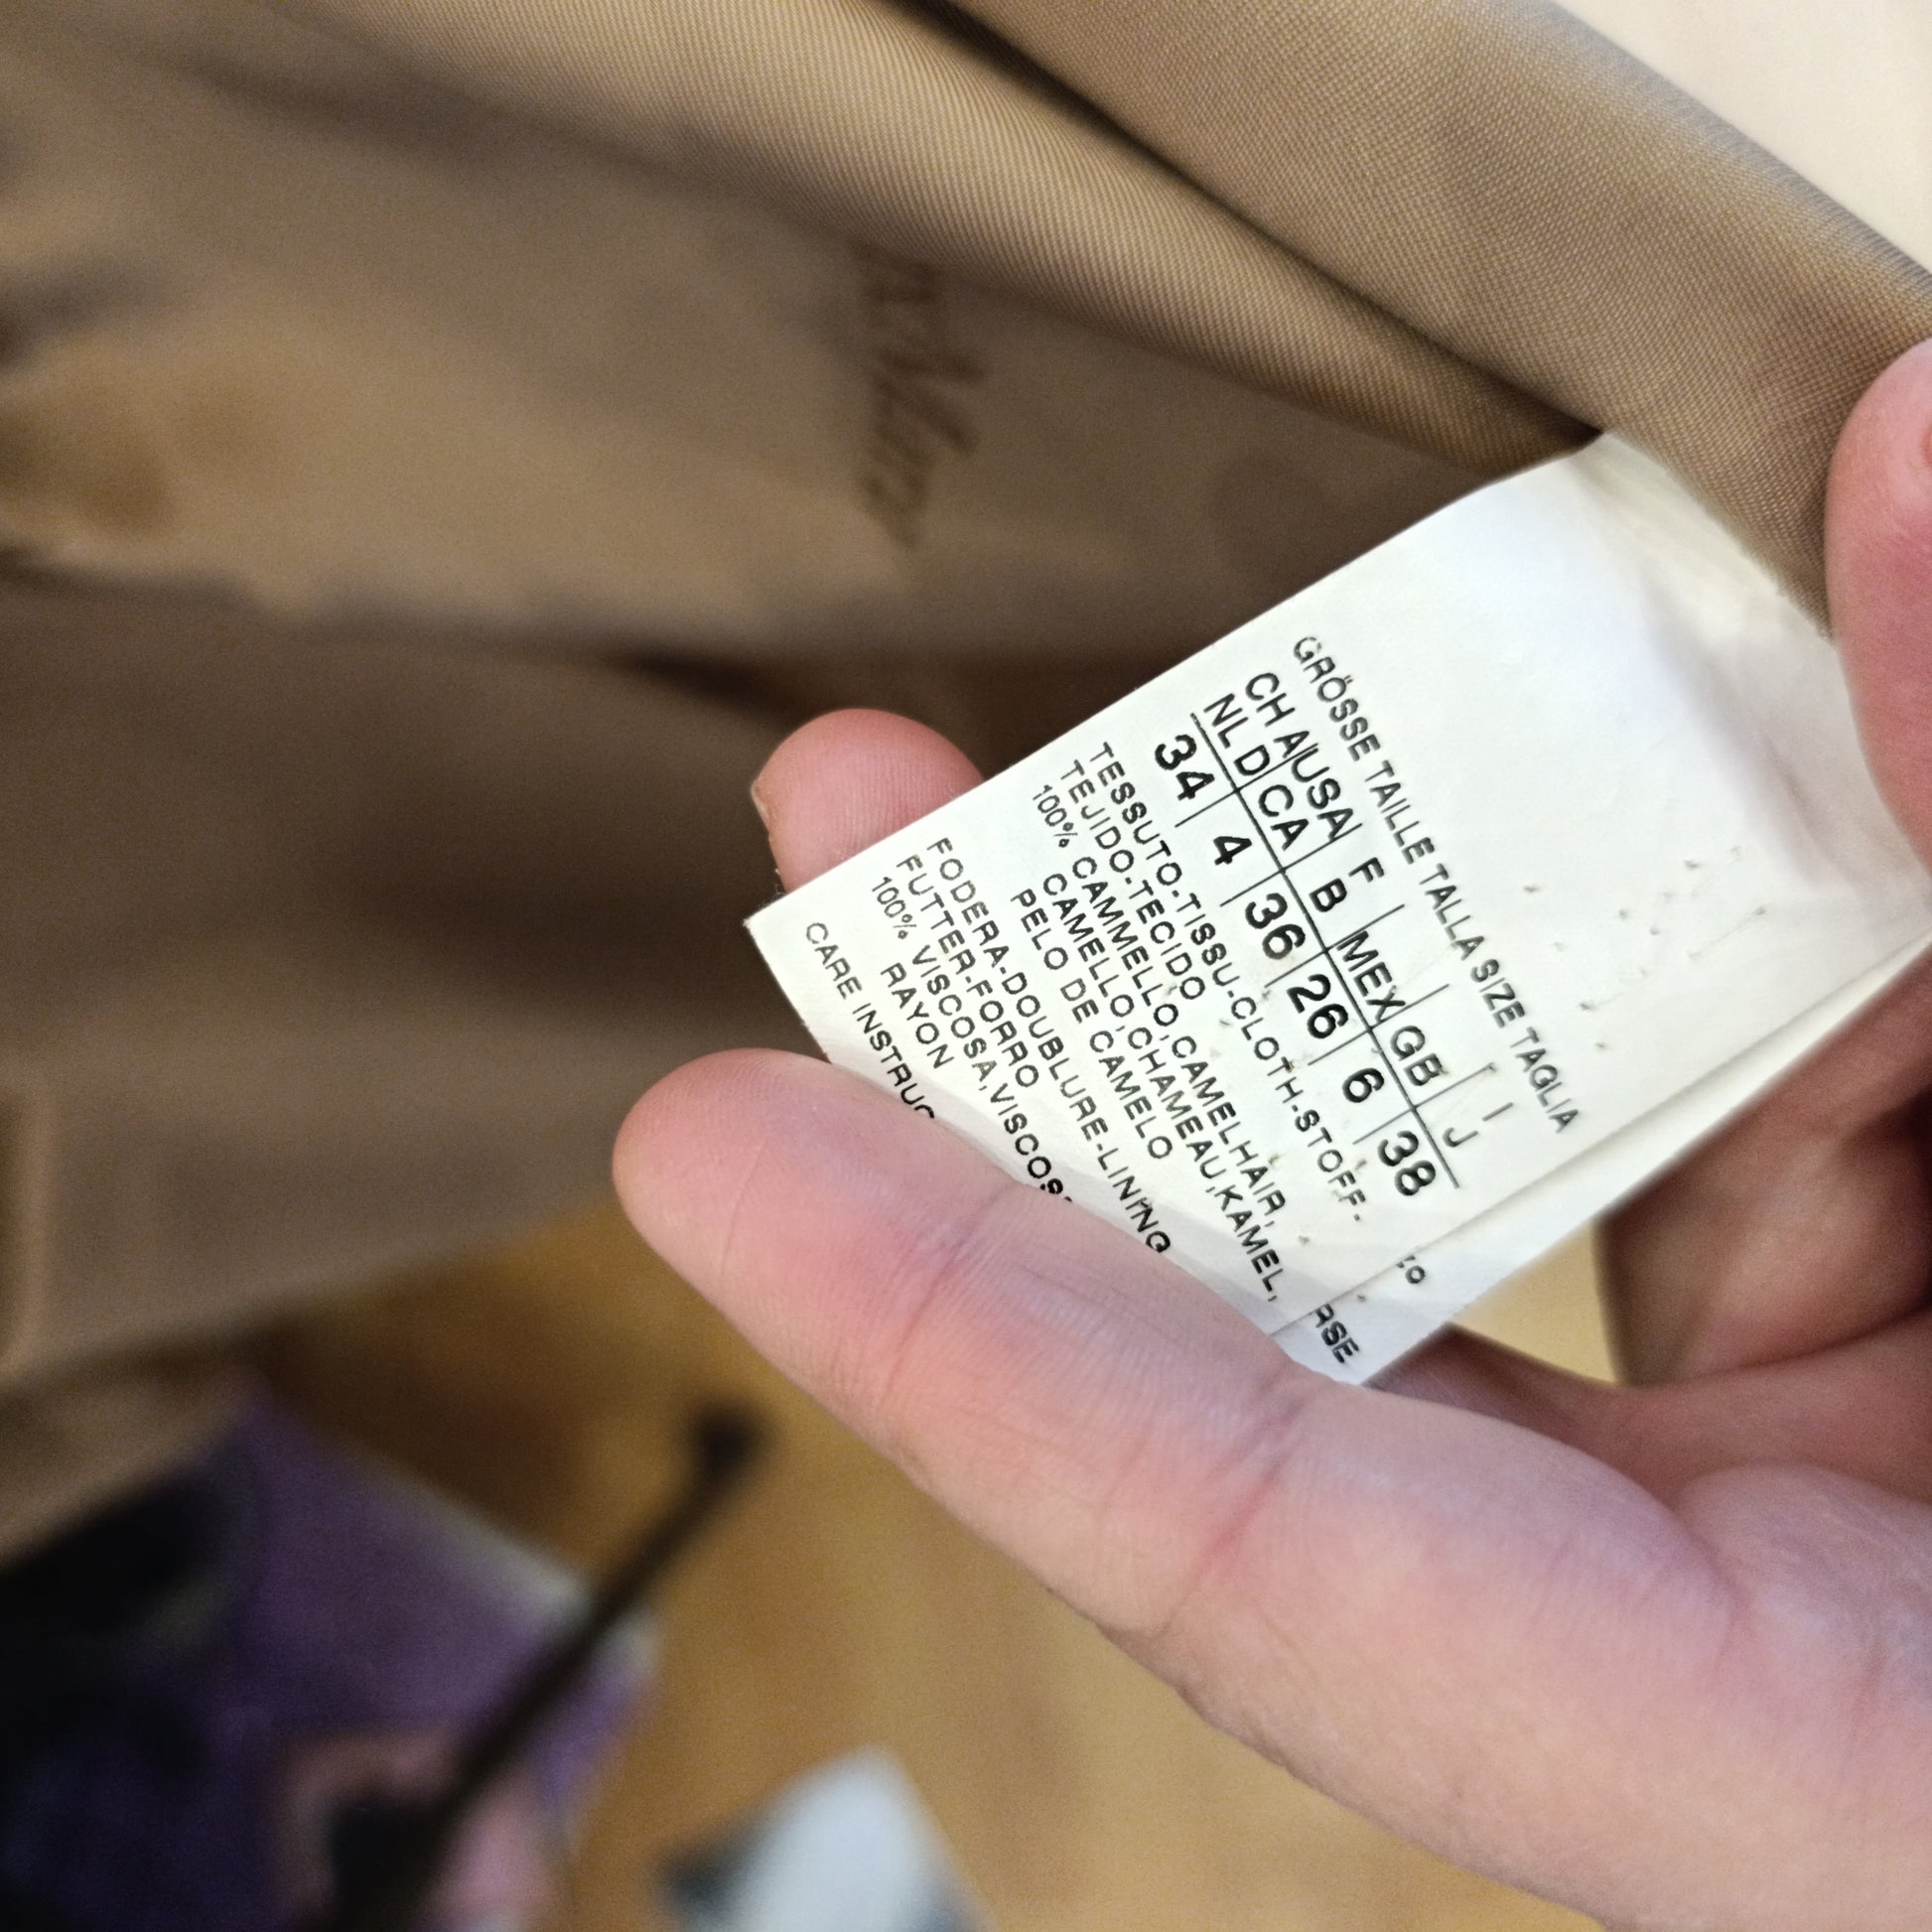 GRÖSSE TAILLE TALLA SIZE TAGLIA
CH A USA F I
NL D CA B MEX GB J
34 4 36 26 6 38
TESSUTO-TISSU-CLOTH-STOFF-
TEJIDO-TECIDO
100% CAMMELLO,CAMELHAIR,
CAMELLO,CHAMEAU,KAMEL,
PELO DE CAMELO
FODERA-DOUBLURE-LINING
FUTTER-FORRO
100% VISCOSA,VISCOSE
RAYON
CARE